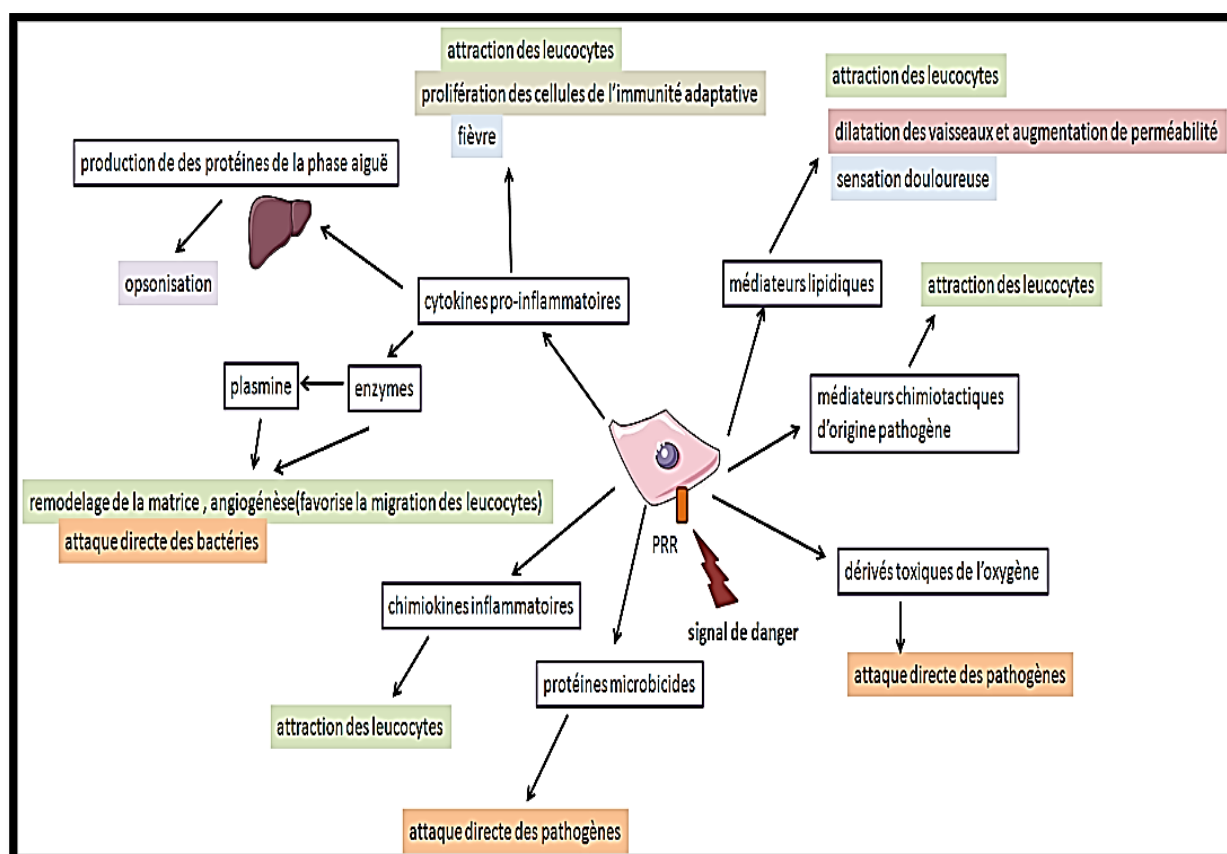 attraction des leucocytes
prolifération des cellules de l'immunité adaptative
fièvre
attraction des leucocytes
dilatation des vaisseaux et augmentation de perméabilité
sensation douloureuse
production de des protéines de la phase aiguë
opsonisation
cytokines pro-inflammatoires
médiateurs lipidiques
attraction des leucocytes
plasmine
enzymes
médiateurs chimiotactiques
d'origine pathogène
remodelage de la matrice , angiogénèse(favorise la migration des leucocytes)
attaque directe des bactéries
PRR
signal de danger
dérivés toxiques de l'oxygène
chimiokines inflammatoires
attaque directe des pathogènes
protéines microbicides
attraction des leucocytes
attaque directe des pathogènes